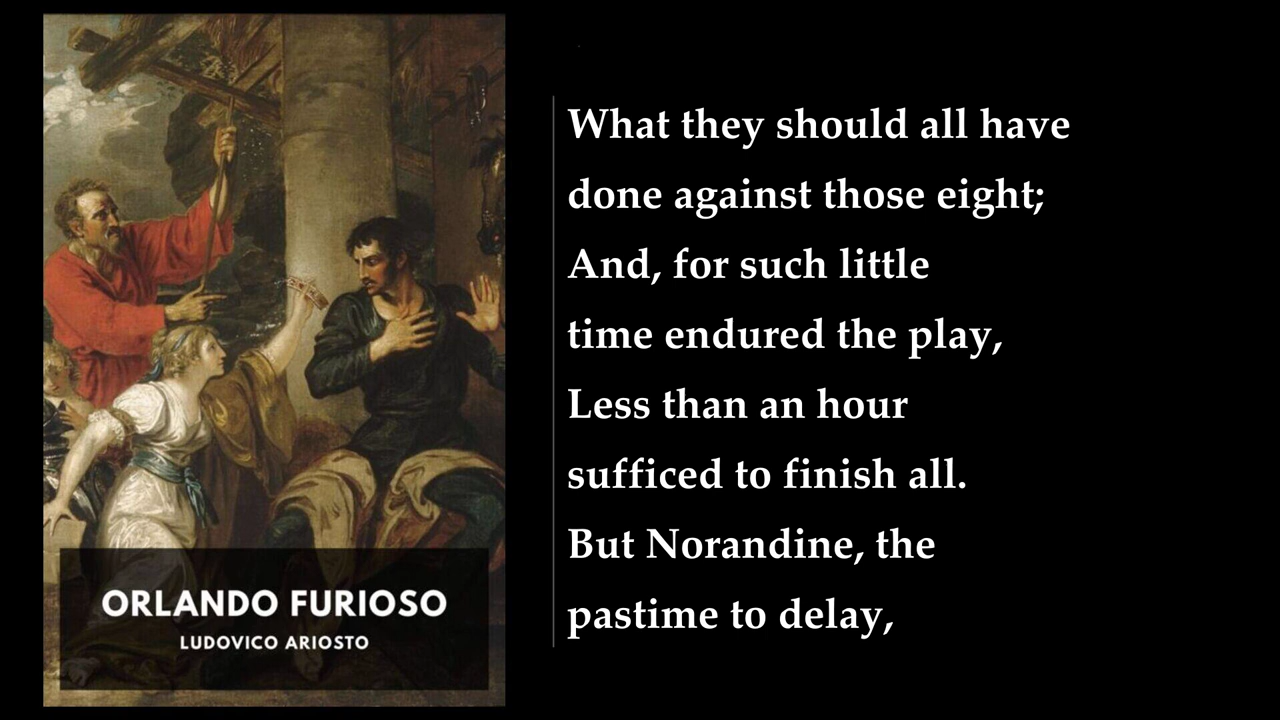 ORLANDO FURIOSO
LUDOVICO ARIOSTO
What they should all have
done against those eight;
And, for such little
time endured the play,
Less than an hour
sufficed to finish all.
But Norandine, the
pastime to delay,